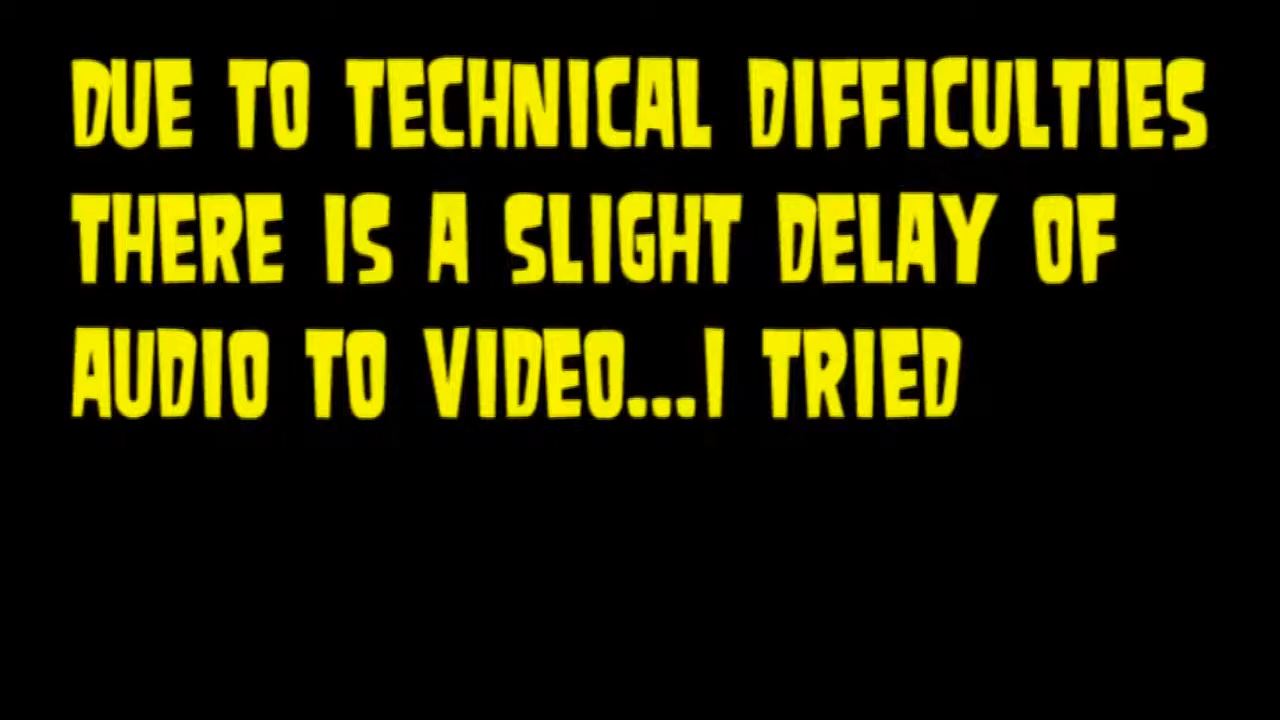 DUE TO TECHNICAL DIFFICULTIES
THERE IS A SLIGHT DELAY OF
AUDIO TO VIDEO...I TRIED